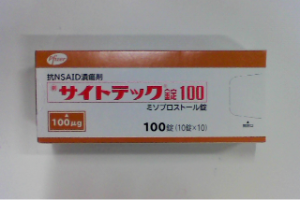 Pfizer
抗NSAID潰瘍剤
サイトテック錠100
ミソプロストール錠
100μg
100錠(10錠×10)